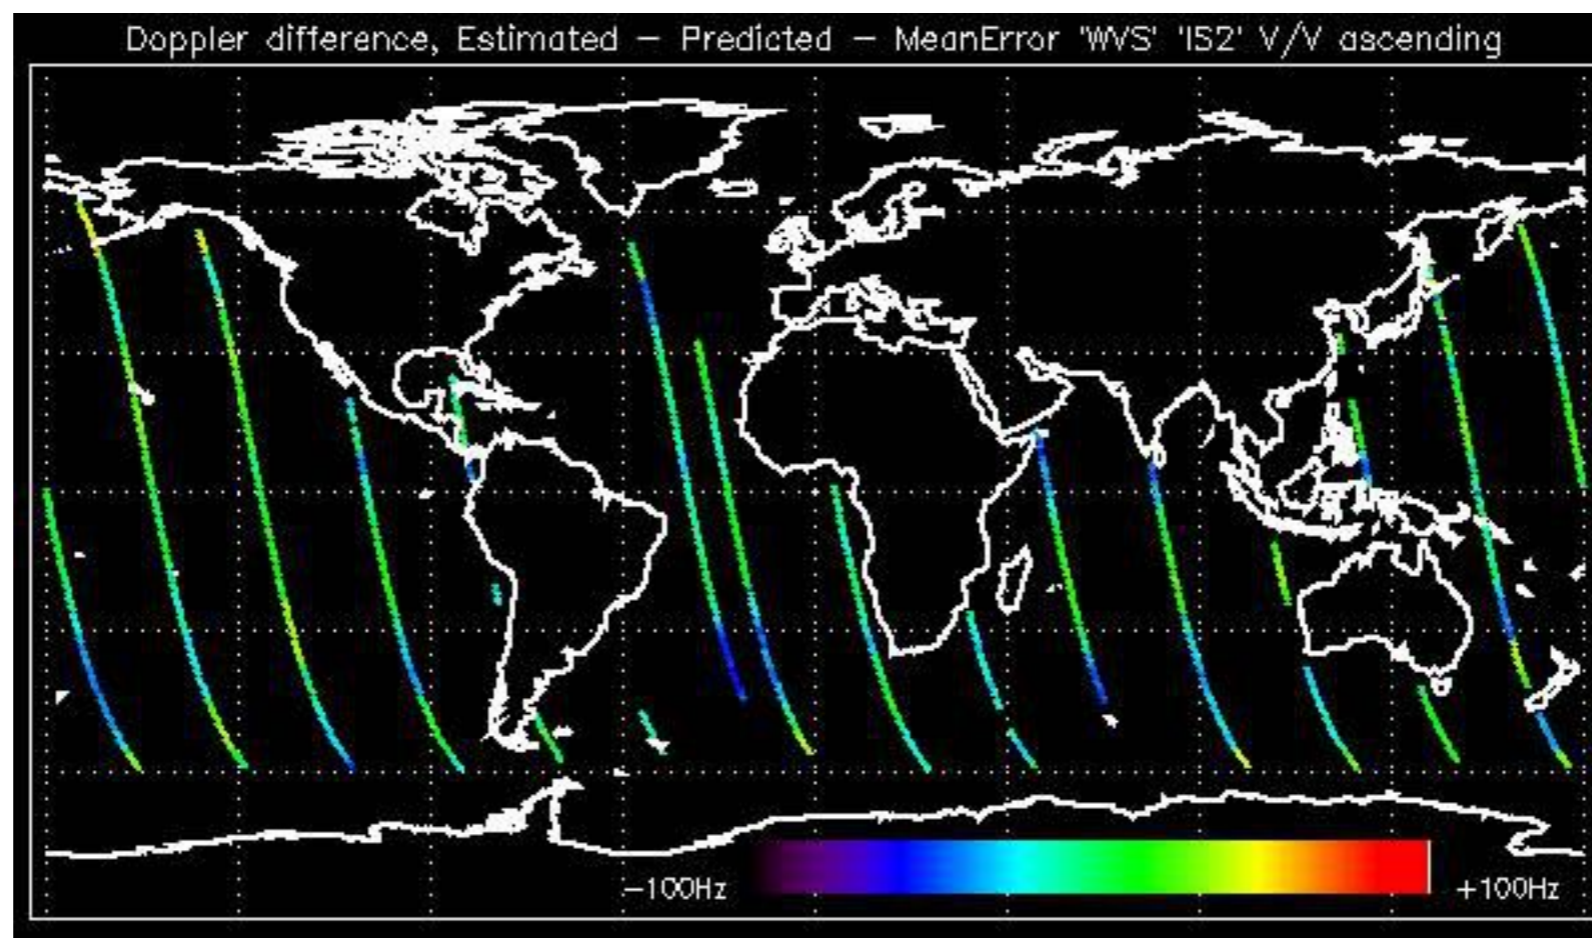 Doppler difference, Estimated – Predicted – MeanError 'WVS' 'IS2' V/V ascending
–100Hz +100Hz